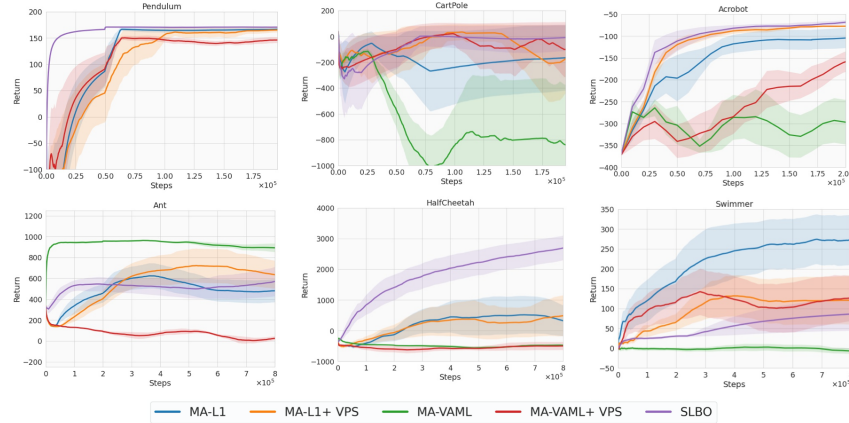 Pendulum
200
150
100
50
0
−50
−100
Return
0.00 0.25 0.50 0.75 1.00 1.25 1.50 1.75
Steps
×10⁵
CartPole
200
0
−200
−400
−600
−800
−1000
Return
0.00 0.25 0.50 0.75 1.00 1.25 1.50 1.75
Steps
×10⁵
Acrobot
−50
−100
−150
−200
−250
−300
−350
−400
Return
0.00 0.25 0.50 0.75 1.00 1.25 1.50 1.75 2.00
Steps
×10⁵
Ant
1200
1000
800
600
400
200
0
−200
Return
0 1 2 3 4 5 6 7 8
Steps
×10⁵
HalfCheetah
4000
3000
2000
1000
0
−1000
Return
0 1 2 3 4 5 6 7 8
Steps
×10⁵
Swimmer
350
300
250
200
150
100
50
0
−50
Return
0 1 2 3 4 5 6 7 8
Steps
×10⁵
MA-L1 MA-L1+ VPS MA-VAML MA-VAML+ VPS SLBO